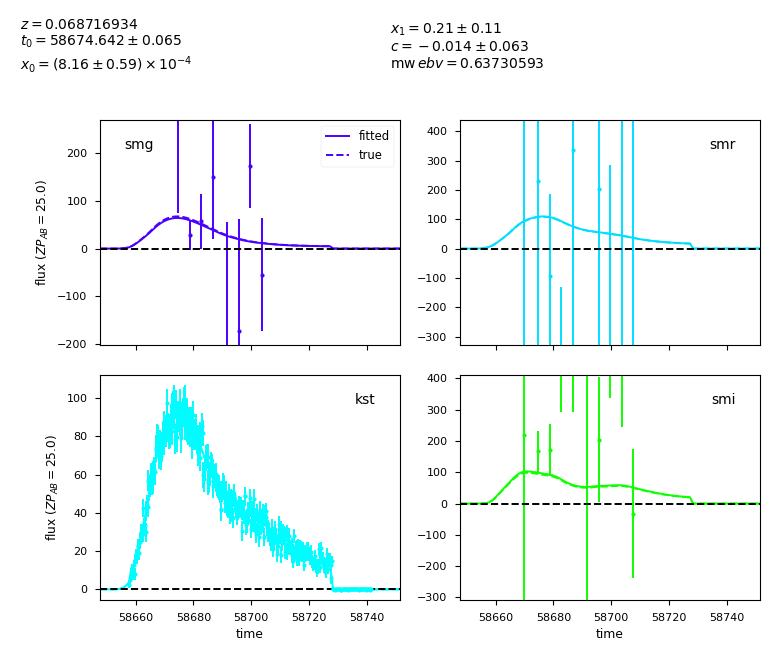 z = 0.068716934
t₀ = 58674.642 ± 0.065
x₀ = (8.16 ± 0.59) × 10⁻⁴
x₁ = 0.21 ± 0.11
c = −0.014 ± 0.063
mw ebv = 0.63730593
smg
fitted
true
200
100
0
−100
−200
flux (ZP_AB = 25.0)
smr
400
300
200
100
0
−100
−200
−300
kst
100
80
60
40
20
0
flux (ZP_AB = 25.0)
58660 58680 58700 58720 58740
time
smi
400
300
200
100
0
−100
−200
−300
58660 58680 58700 58720 58740
time